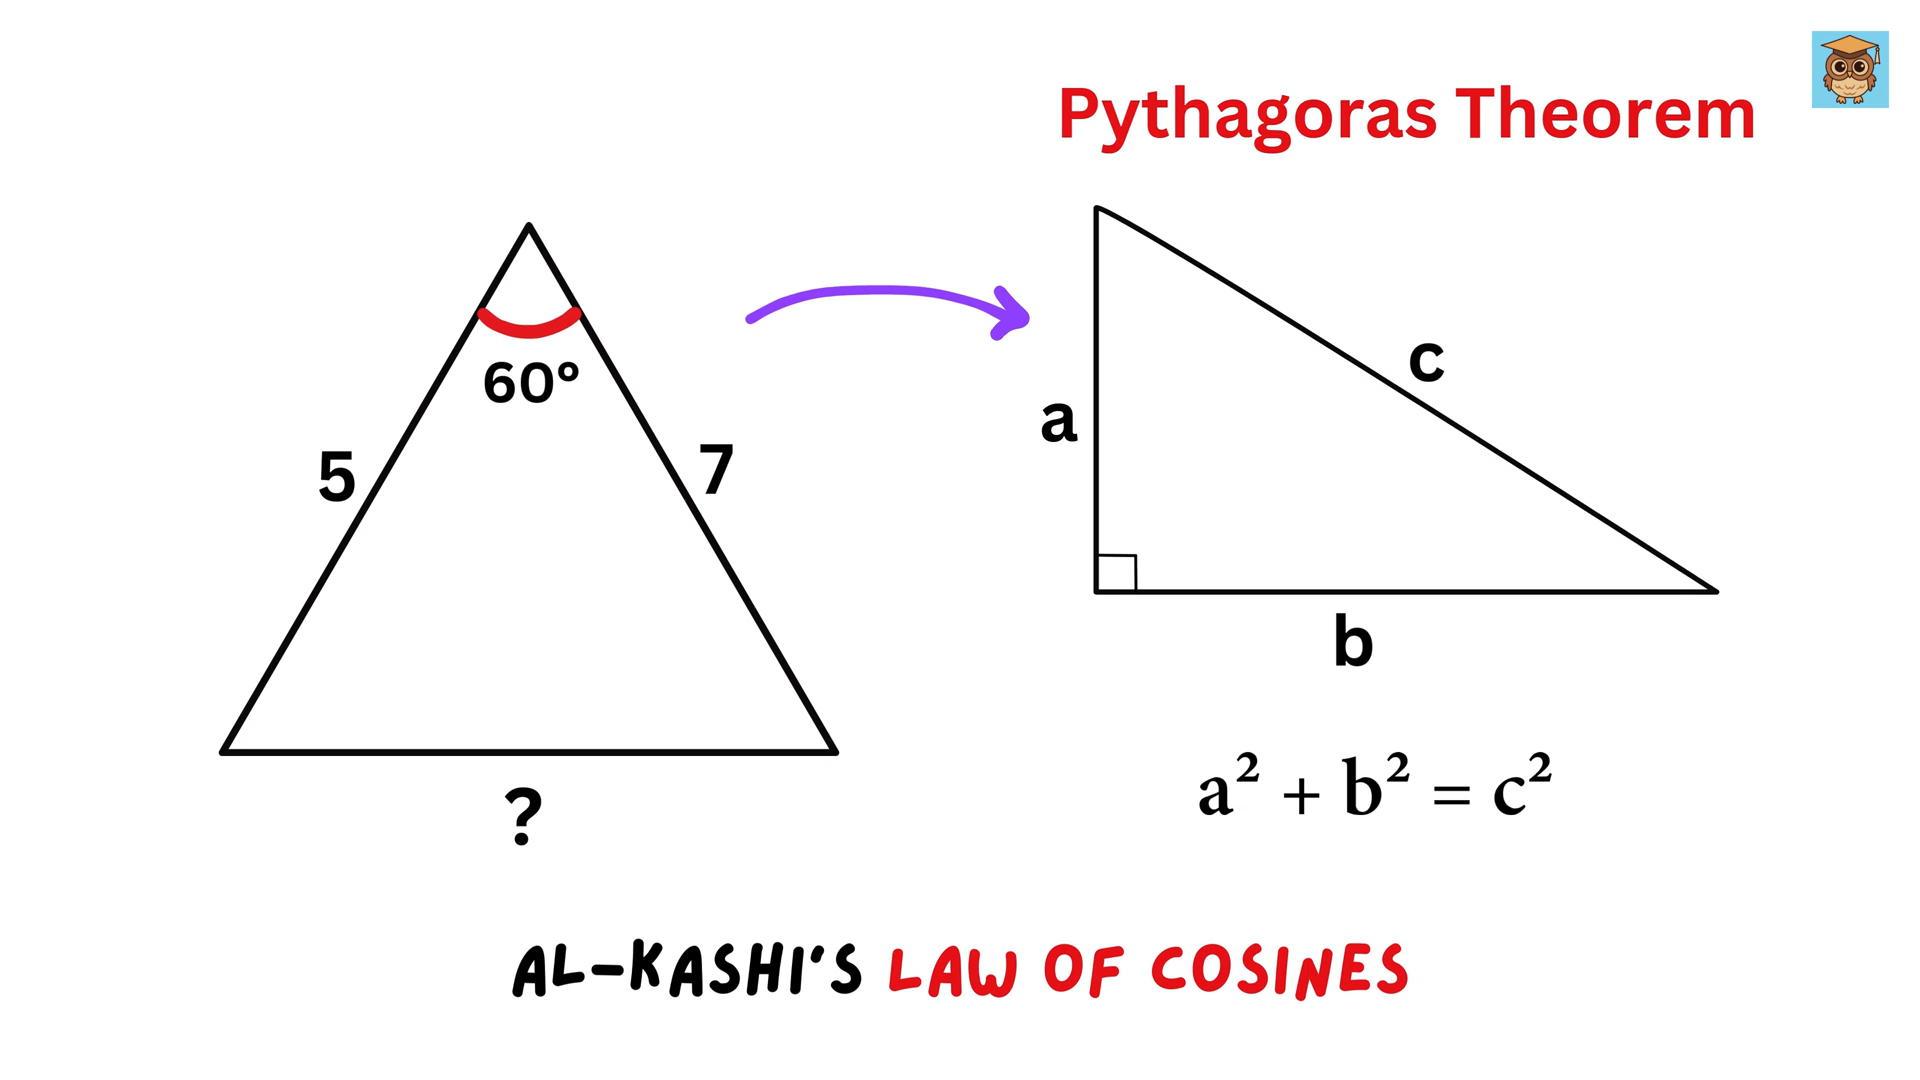 Pythagoras Theorem
60°
5
7
?
a
c
b
a² + b² = c²
AL-KASHI'S LAW OF COSINES